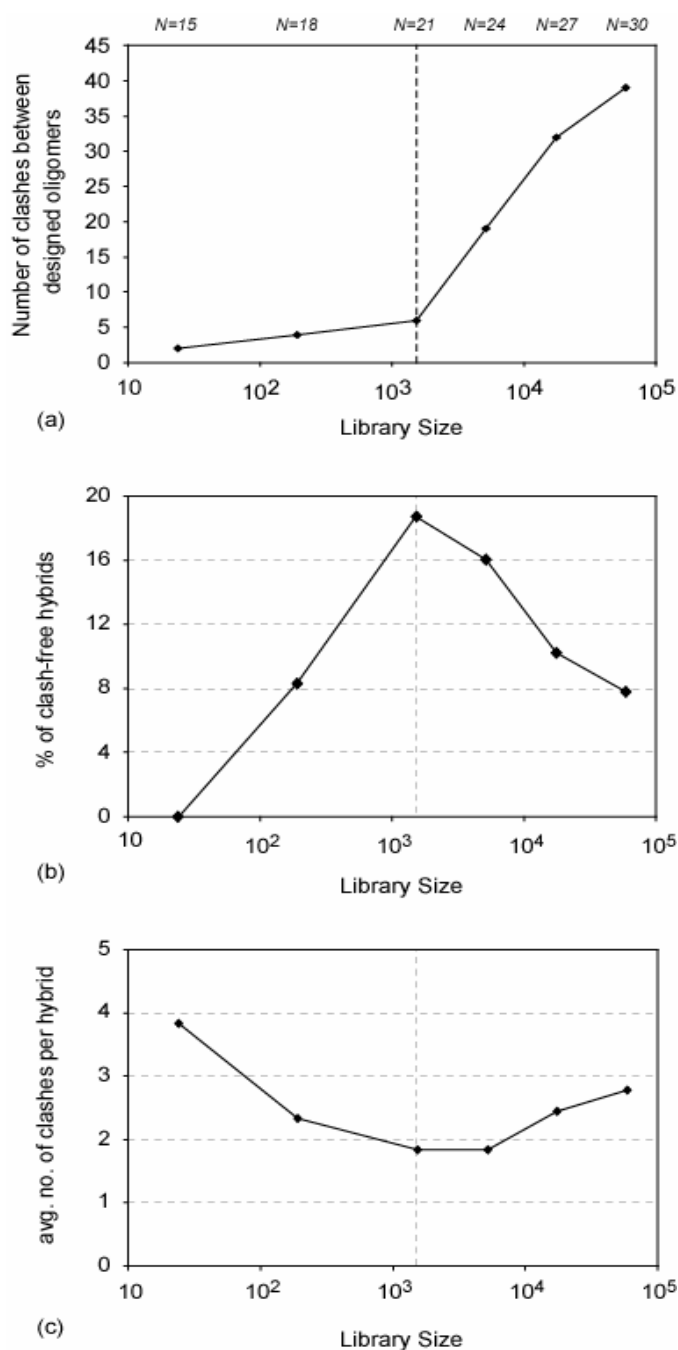 N=15 N=18 N=21 N=24 N=27 N=30
45
40
35
30
25
20
15
10
5
0
Number of clashes between
designed oligomers
10 10² 10³ 10⁴ 10⁵
Library Size
(a)
20
16
12
8
4
0
% of clash-free hybrids
10 10² 10³ 10⁴ 10⁵
Library Size
(b)
5
4
3
2
1
0
avg. no. of clashes per hybrid
10 10² 10³ 10⁴ 10⁵
Library Size
(c)